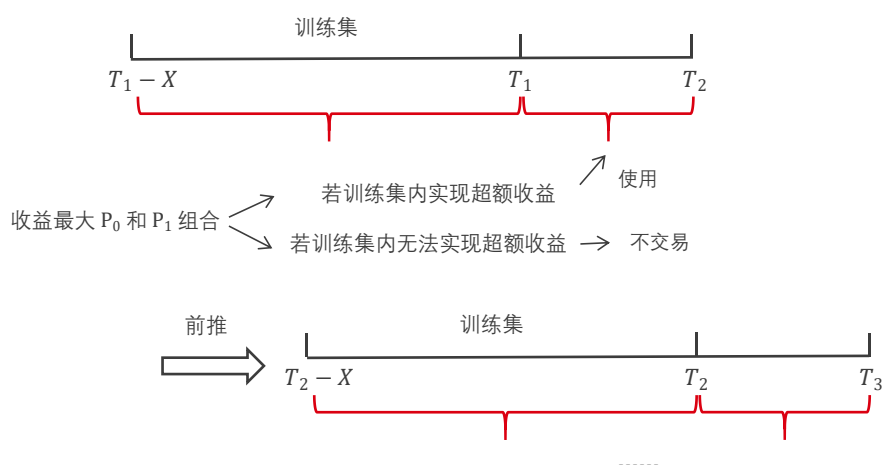 训练集
T₁ − X T₁ T₂
使用
若训练集内实现超额收益
收益最大 P₀ 和 P₁ 组合
若训练集内无法实现超额收益 不交易
前推 训练集
T₂ − X T₂ T₃